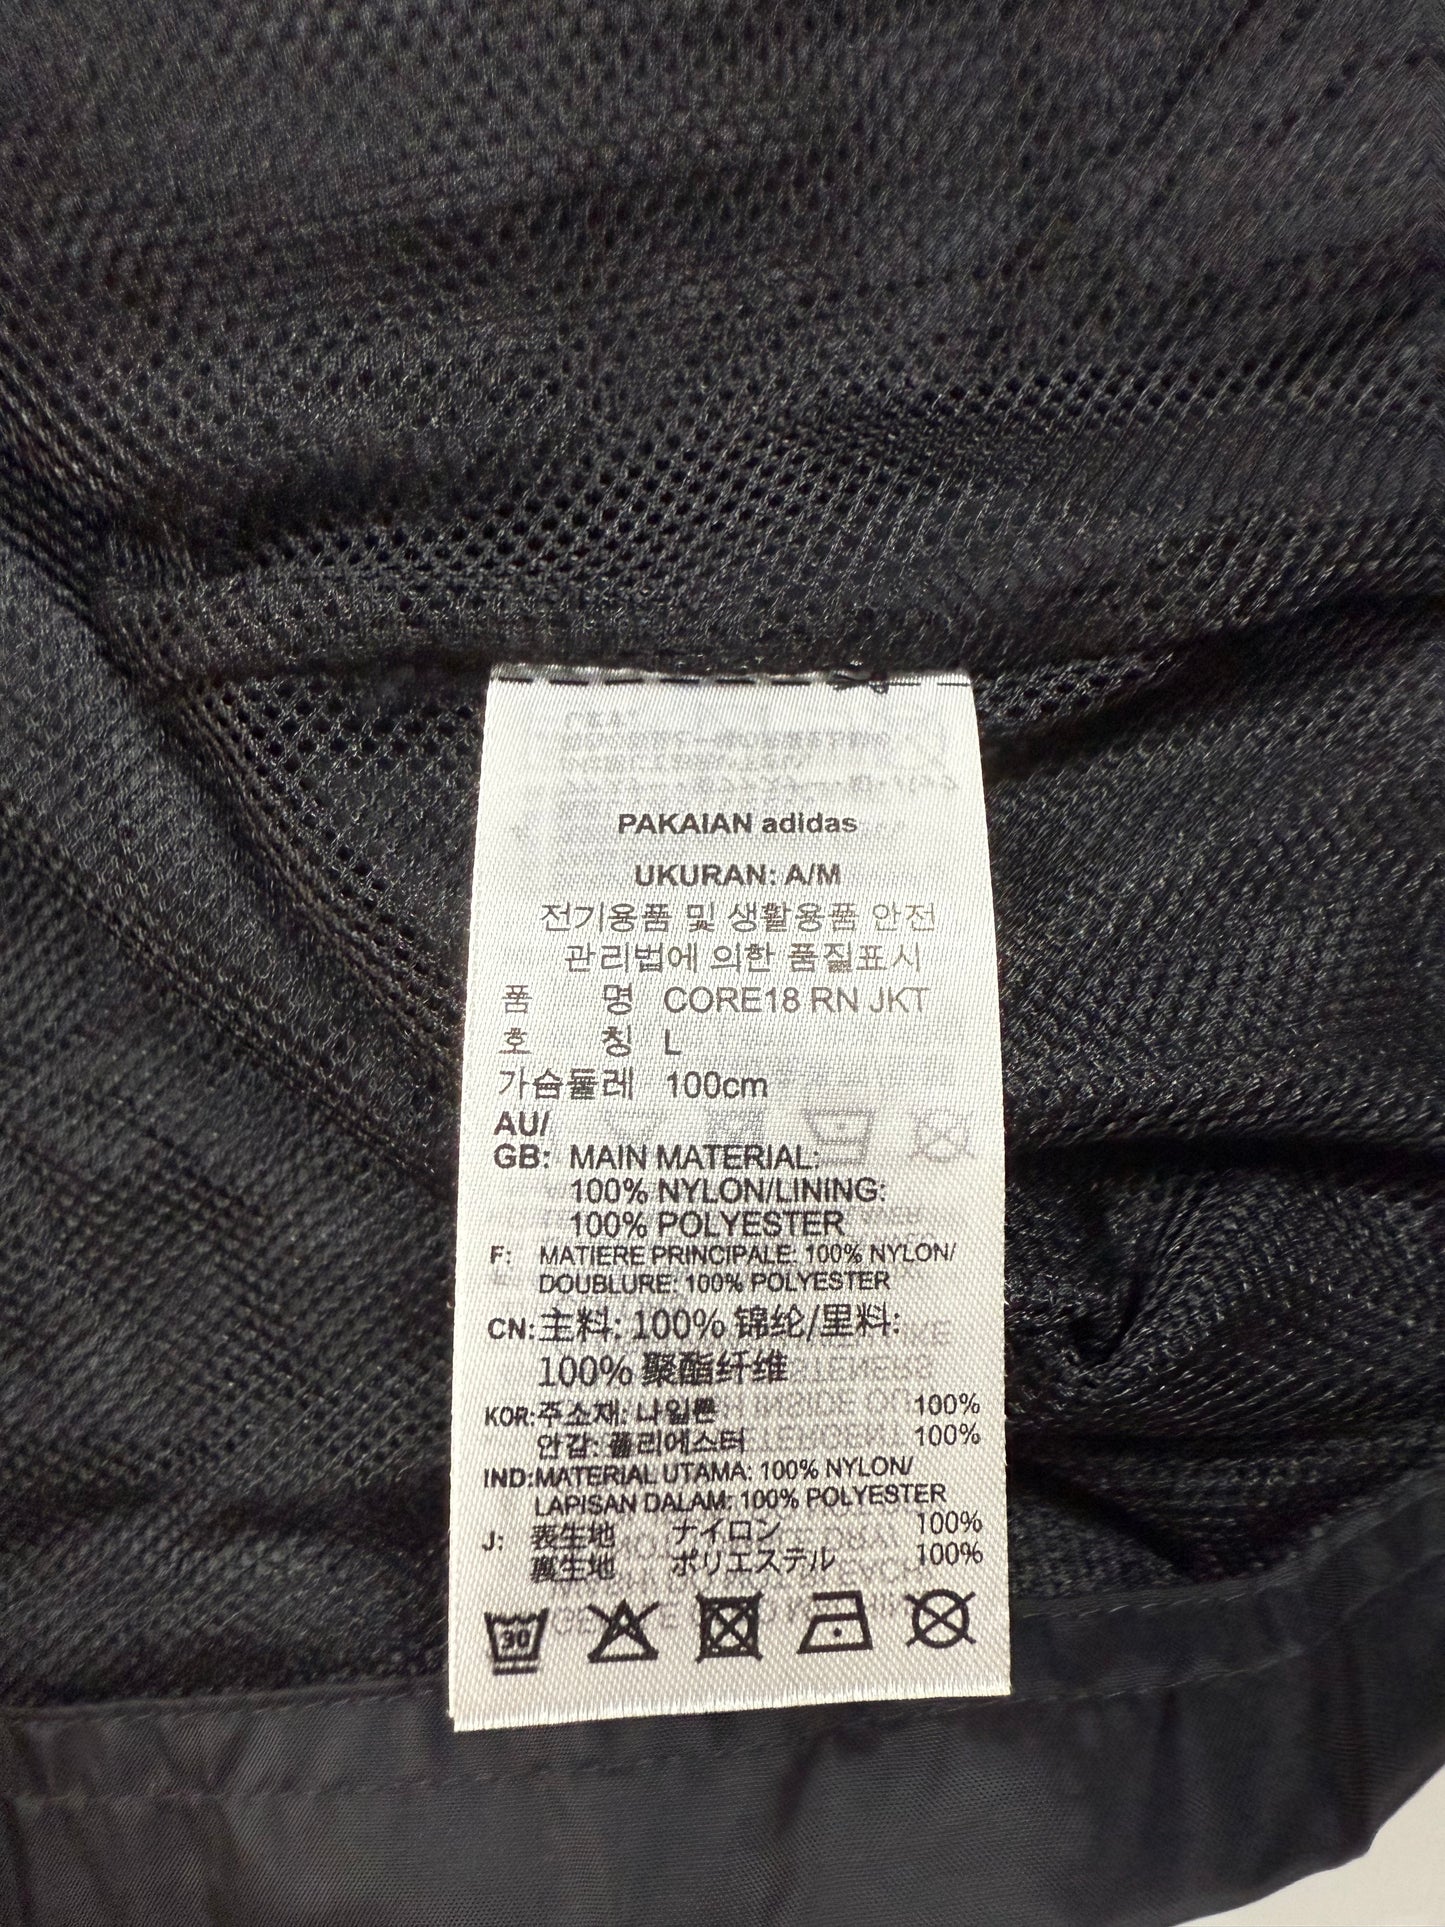 PAKAIAN adidas
UKURAN: A/M
전기용품 및 생활용품 안전
관리법에 의한 품질표시
품 명 CORE18 RN JKT
호 칭 L
가슴둘레 100cm
AU/
GB: MAIN MATERIAL:
100% NYLON/LINING:
100% POLYESTER
F: MATIERE PRINCIPALE: 100% NYLON/
DOUBLURE: 100% POLYESTER
CN: 主料: 100% 锦纶/里料:
100% 聚酯纤维
KOR: 주소재: 나일론 100%
안감: 폴리에스터 100%
IND: MATERIAL UTAMA: 100% NYLON/
LAPISAN DALAM: 100% POLYESTER
J: 表生地 ナイロン 100%
裏生地 ポリエステル 100%
30